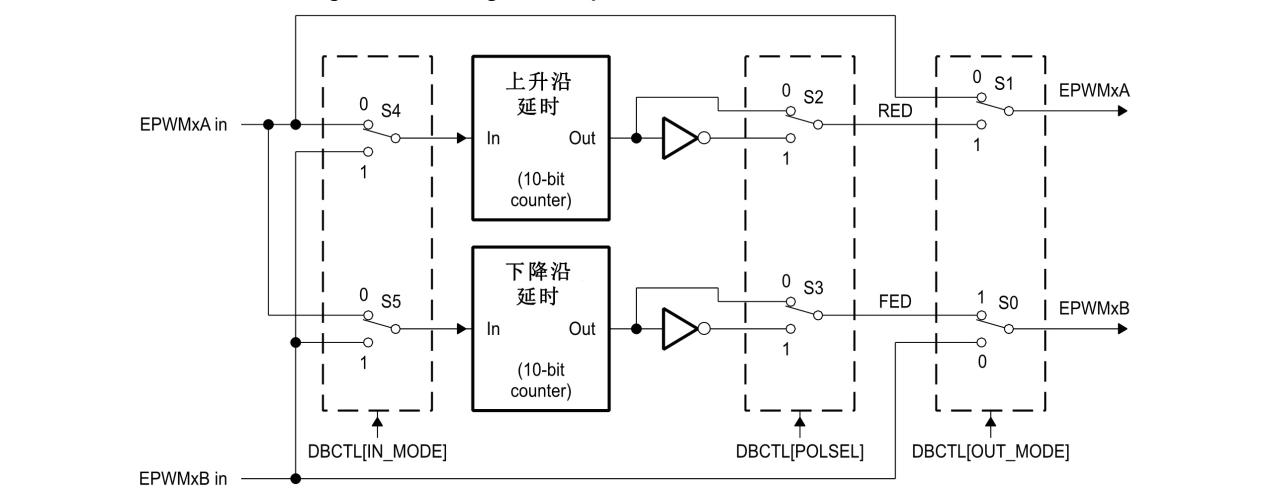 EPWMxA in
0
S4
1
上升沿
延时
In
Out
(10-bit
counter)
0
S2
1
RED
0
S1
1
EPWMxA
0
S5
1
下降沿
延时
In
Out
(10-bit
counter)
0
S3
1
FED
1
S0
0
EPWMxB
DBCTL[IN_MODE]
DBCTL[POLSEL]
DBCTL[OUT_MODE]
EPWMxB in